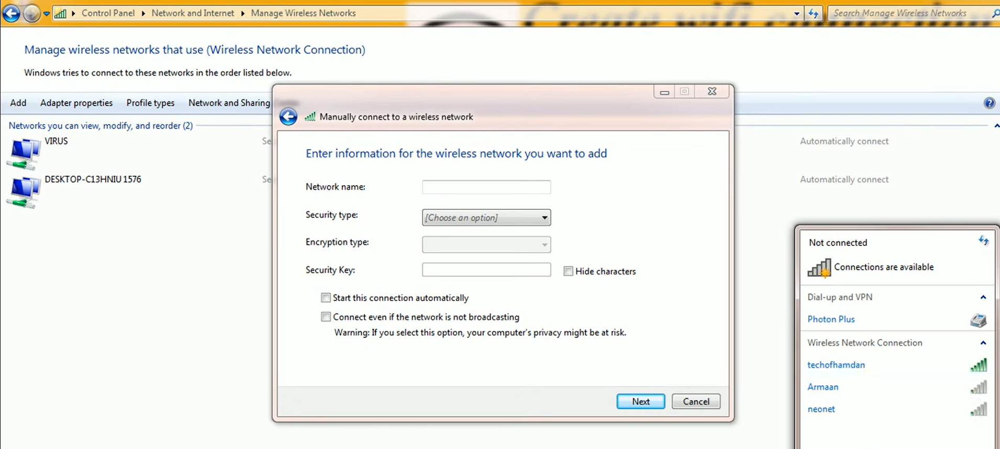 Control Panel Network and Internet Manage Wireless Networks
Search Manage Wireless Networks
Create wifi connection
Manage wireless networks that use (Wireless Network Connection)
Windows tries to connect to these networks in the order listed below.
Add Adapter properties Profile types Network and Sharing
Networks you can view, modify, and reorder (2)
VIRUS Se Automatically connect
DESKTOP-C13HNIU 1576 Se Automatically connect
Manually connect to a wireless network
Enter information for the wireless network you want to add
Network name:
Security type: [Choose an option]
Encryption type:
Security Key: Hide characters
Start this connection automatically
Connect even if the network is not broadcasting
Warning: If you select this option, your computer's privacy might be at risk.
Next Cancel
Not connected
Connections are available
Dial-up and VPN
Photon Plus
Wireless Network Connection
techofhamdan
Armaan
neonet